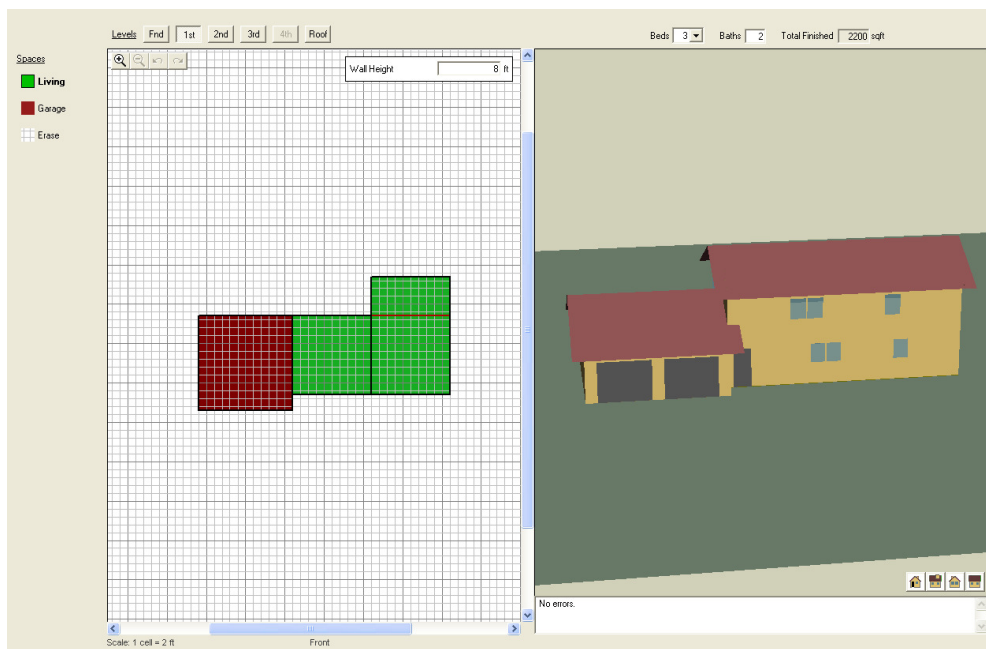 Levels Fnd 1st 2nd 3rd 4th Roof Beds 3 Baths 2 Total Finished 2200 sqft
Spaces
Living
Garage
Erase
Wall Height 8 ft
No errors.
Scale: 1 cell = 2 ft Front